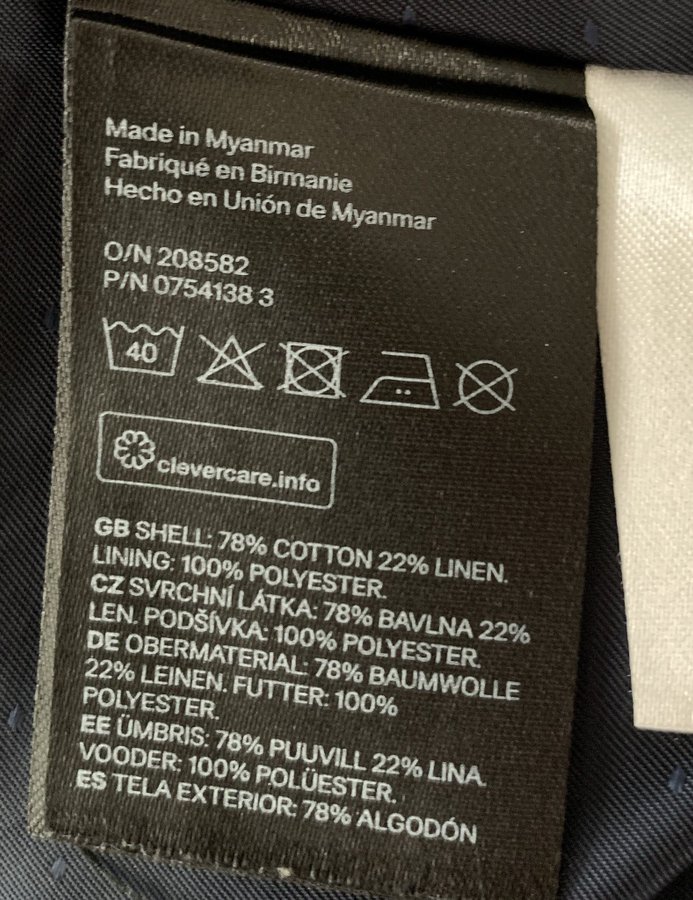 Made in Myanmar
Fabriqué en Birmanie
Hecho en Unión de Myanmar
O/N 208582
P/N 0754138 3
40
clevercare.info
GB SHELL: 78% COTTON 22% LINEN.
LINING: 100% POLYESTER.
CZ SVRCHNÍ LÁTKA: 78% BAVLNA 22%
LEN. PODŠÍVKA: 100% POLYESTER.
DE OBERMATERIAL: 78% BAUMWOLLE
22% LEINEN. FUTTER: 100%
POLYESTER.
EE ÜMBRIS: 78% PUUVILL 22% LINA.
VOODER: 100% POLÜESTER.
ES TELA EXTERIOR: 78% ALGODÓN